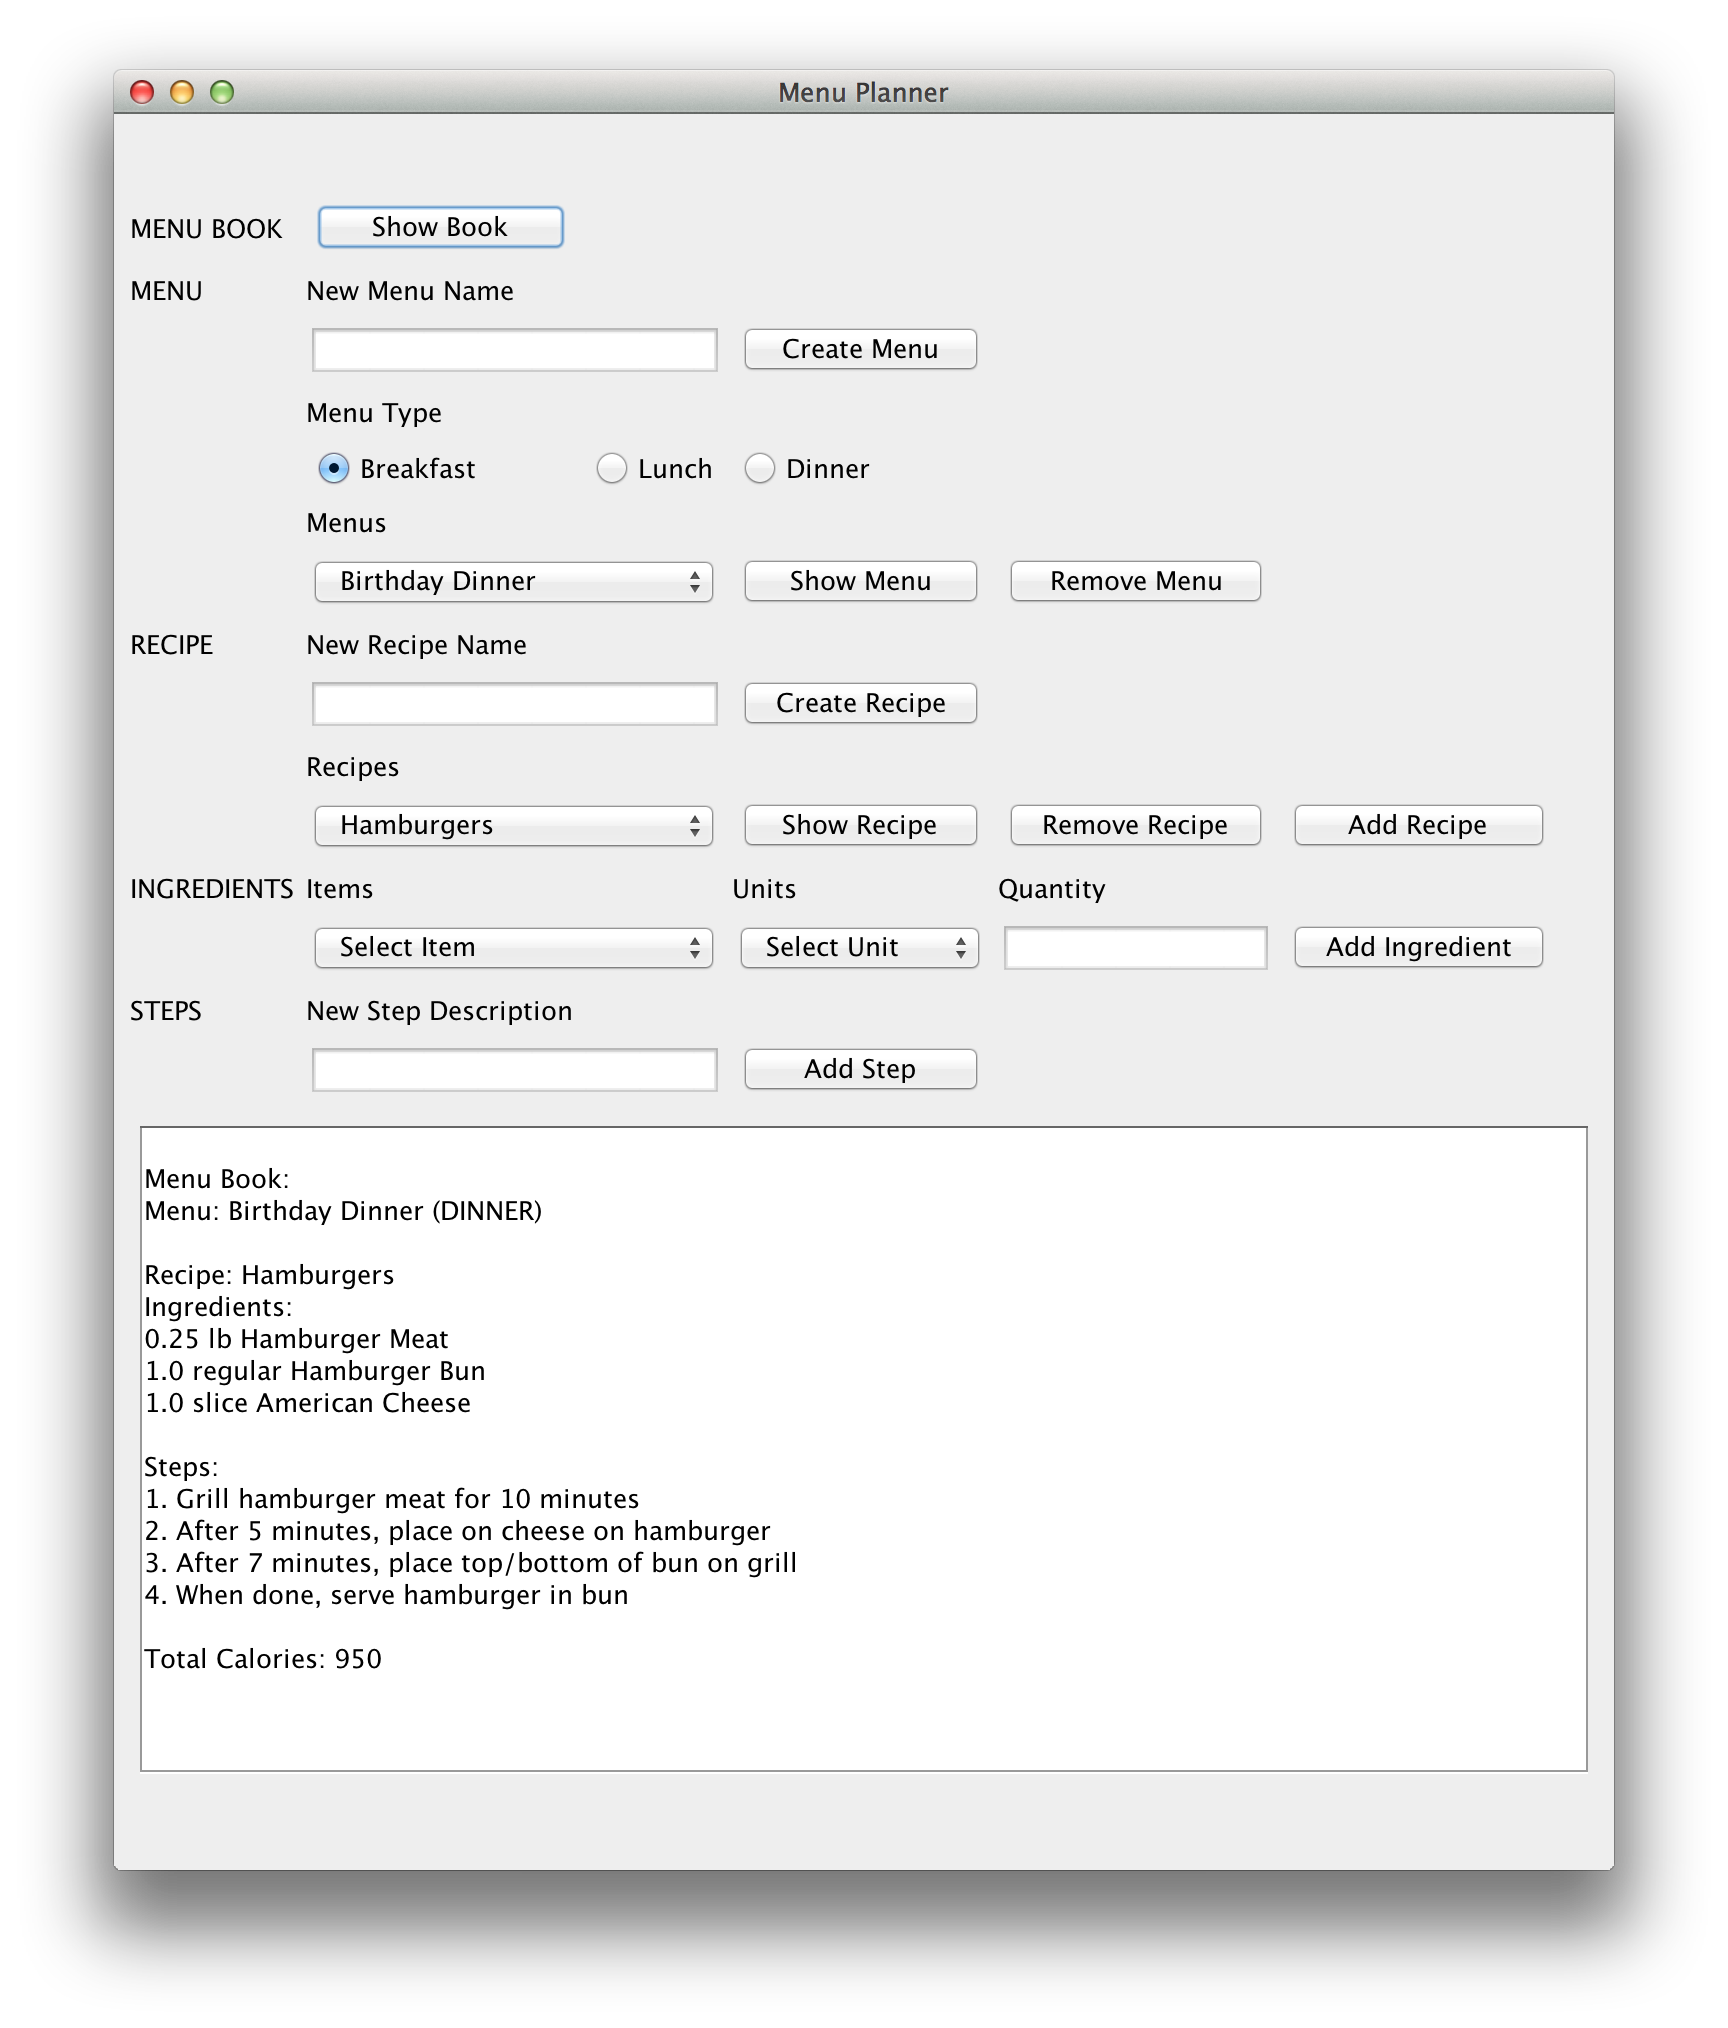 Menu Planner
MENU BOOK Show Book
MENU New Menu Name
Create Menu
Menu Type
Breakfast Lunch Dinner
Menus
Birthday Dinner Show Menu Remove Menu
RECIPE New Recipe Name
Create Recipe
Recipes
Hamburgers Show Recipe Remove Recipe Add Recipe
INGREDIENTS Items Units Quantity
Select Item Select Unit Add Ingredient
STEPS New Step Description
Add Step
Menu Book:
Menu: Birthday Dinner (DINNER)
Recipe: Hamburgers
Ingredients:
0.25 lb Hamburger Meat
1.0 regular Hamburger Bun
1.0 slice American Cheese
Steps:
1. Grill hamburger meat for 10 minutes
2. After 5 minutes, place on cheese on hamburger
3. After 7 minutes, place top/bottom of bun on grill
4. When done, serve hamburger in bun
Total Calories: 950